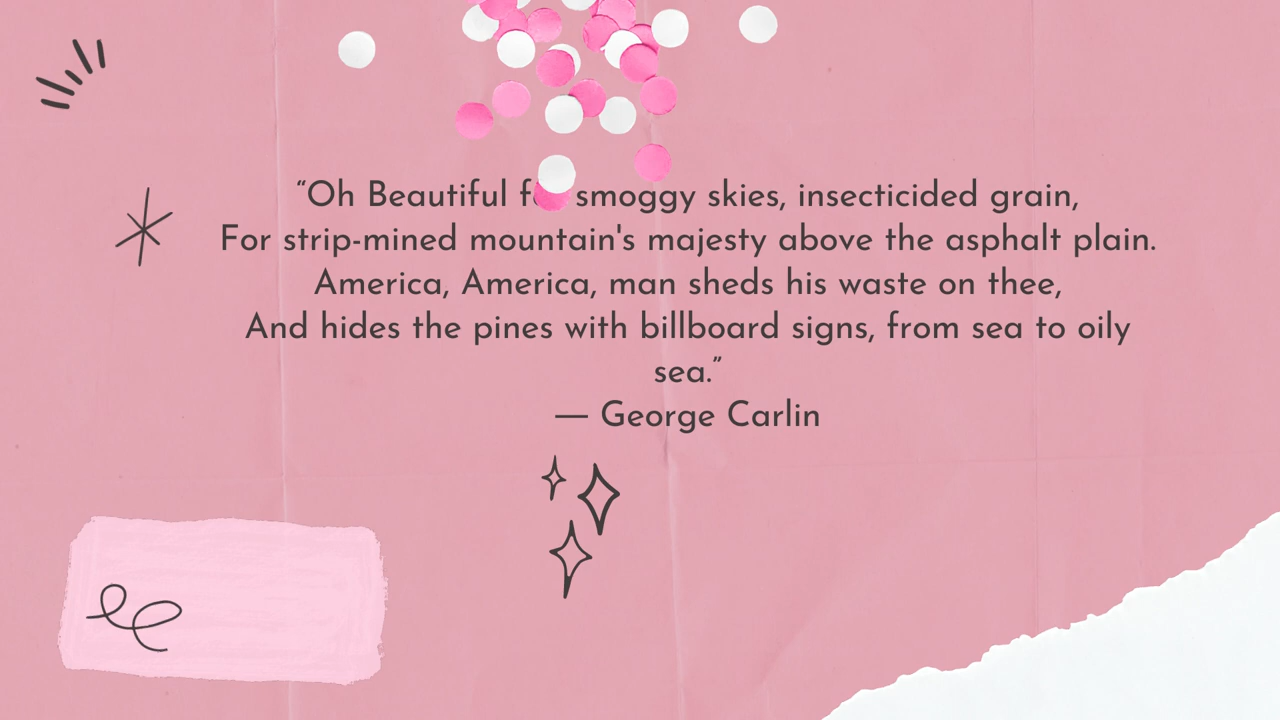 “Oh Beautiful smoggy skies, insecticided grain,
For strip-mined mountain's majesty above the asphalt plain.
America, America, man sheds his waste on thee,
And hides the pines with billboard signs, from sea to oily
sea.”
― George Carlin